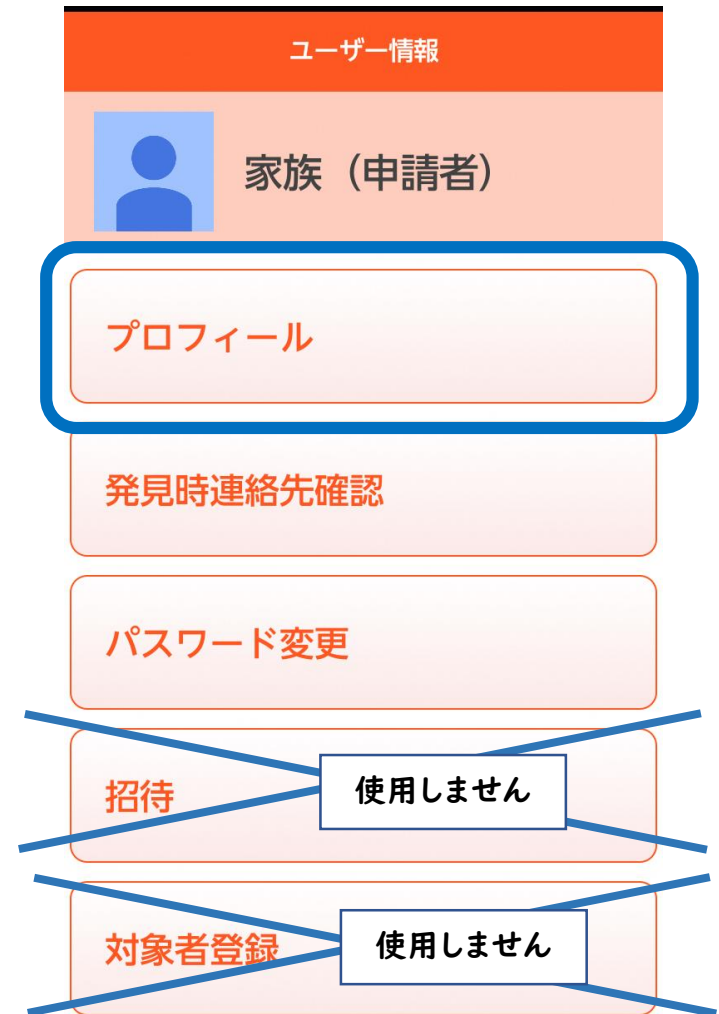 ユーザー情報
家族（申請者）
プロフィール
発見時連絡先確認
パスワード変更
招待
使用しません
対象者登録
使用しません